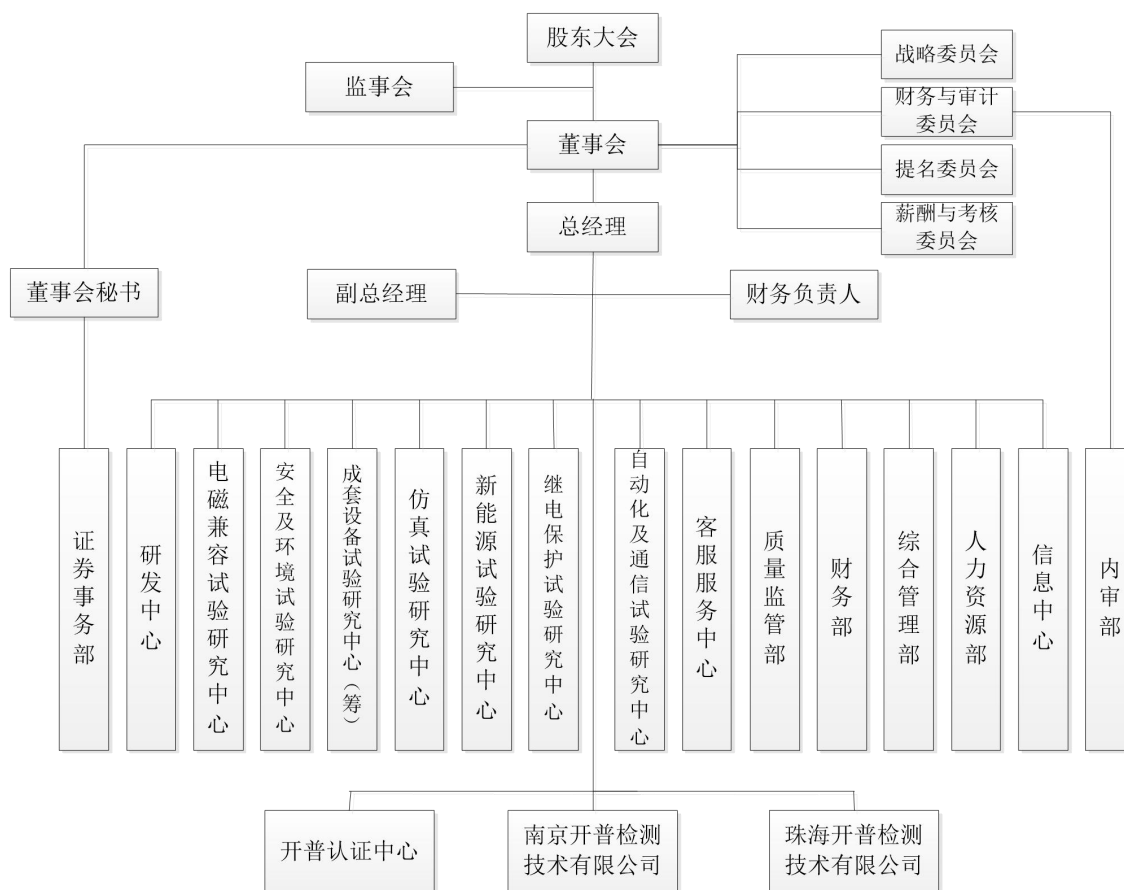 股东大会
监事会
战略委员会
财务与审计
委员会
董事会
提名委员会
总经理
薪酬与考核
委员会
董事会秘书
副总经理
财务负责人
证券事务部
研发中心
电磁兼容试验研究中心
安全及环境试验研究中心
成套设备试验研究中心（筹）
仿真试验研究中心
新能源试验研究中心
继电保护试验研究中心
自动化及通信试验研究中心
客服服务中心
质量监管部
财务部
综合管理部
人力资源部
信息中心
内审部
开普认证中心
南京开普检测
技术有限公司
珠海开普检测
技术有限公司